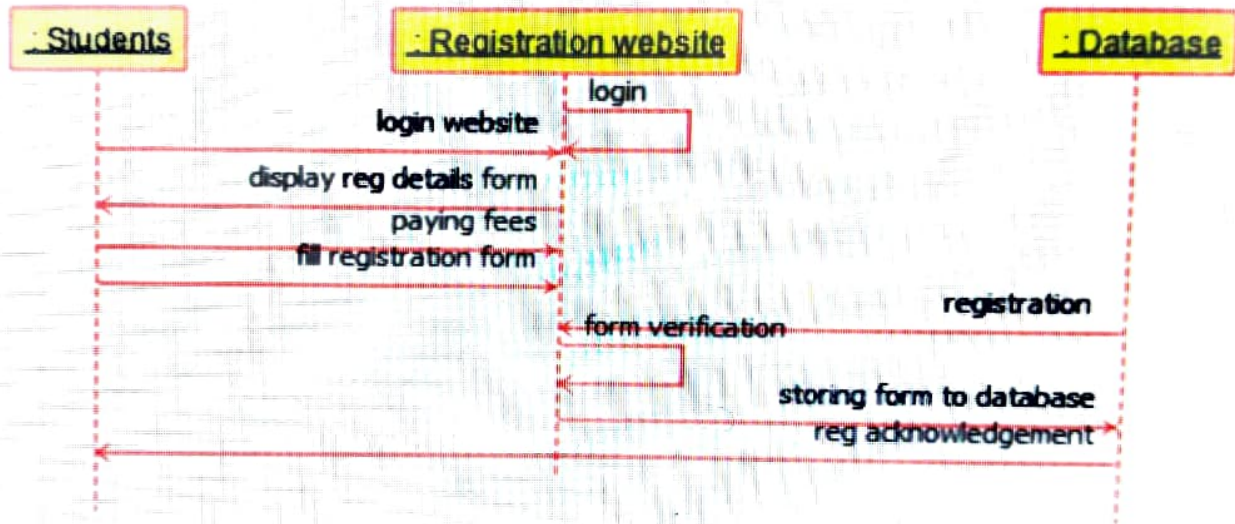 : Students
: Registration website
: Database
login
login website
display reg details form
paying fees
fill registration form
registration
form verification
storing form to database
reg acknowledgement